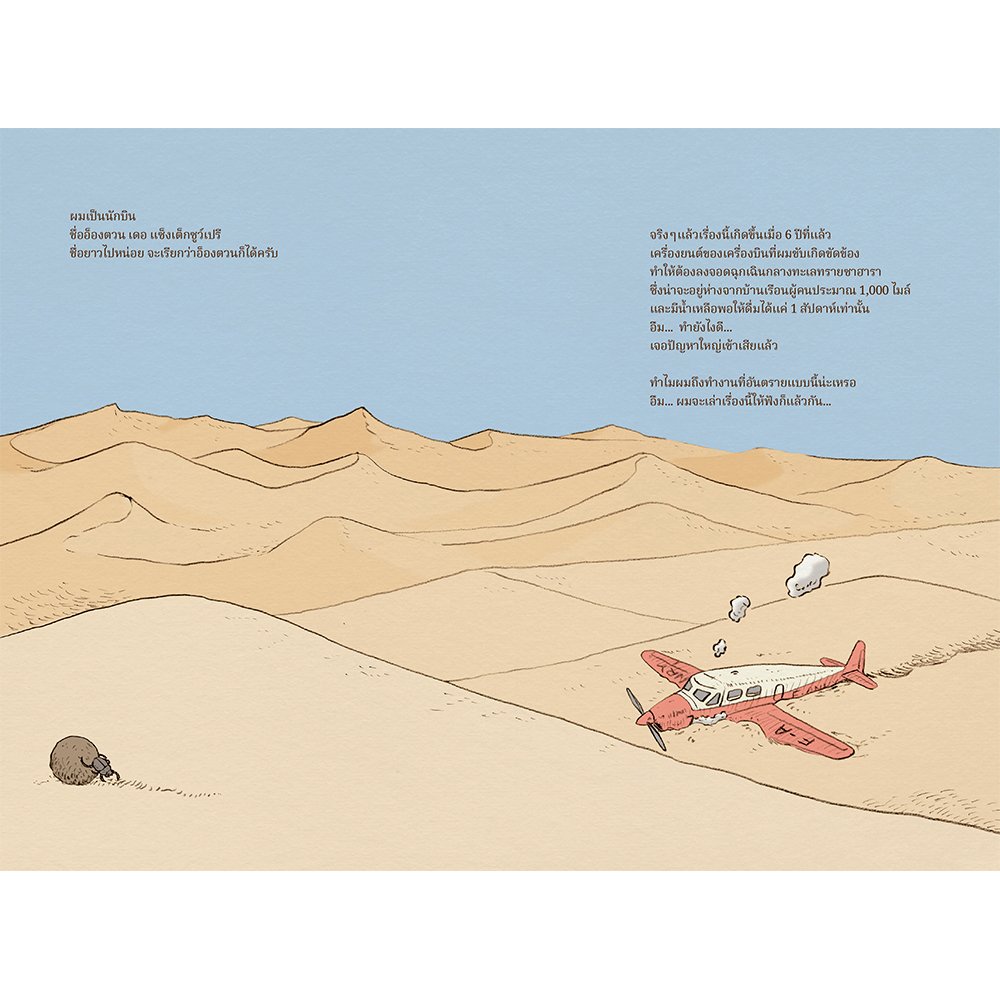 ผมเป็นนักบิน
ชื่ออ็องตวน เดอ แซ็งเต็กซูว์เปรี
ชื่อยาวไปหน่อย จะเรียกว่าอ็องตวนก็ได้ครับ
จริงๆแล้วเรื่องนี้เกิดขึ้นเมื่อ 6 ปีที่แล้ว
เครื่องยนต์ของเครื่องบินที่ผมขับเกิดขัดข้อง
ทำให้ต้องลงจอดฉุกเฉินกลางทะเลทรายซาฮารา
ซึ่งน่าจะอยู่ห่างจากบ้านเรือนผู้คนประมาณ 1,000 ไมล์
และมีน้ำเหลือพอให้ดื่มได้แค่ 1 สัปดาห์เท่านั้น
อืม... ทำยังไงดี...
เจอปัญหาใหญ่เข้าเสียแล้ว
ทำไมผมถึงทำงานที่อันตรายแบบนี้น่ะเหรอ
อืม... ผมจะเล่าเรื่องนี้ให้ฟังก็แล้วกัน...
NRY
F-A